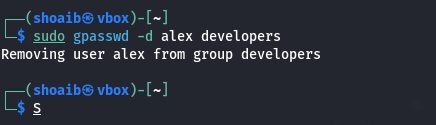 ┌──(shoaib㉿vbox)-[~]
└─$ sudo gpasswd -d alex developers
Removing user alex from group developers
┌──(shoaib㉿vbox)-[~]
└─$ S